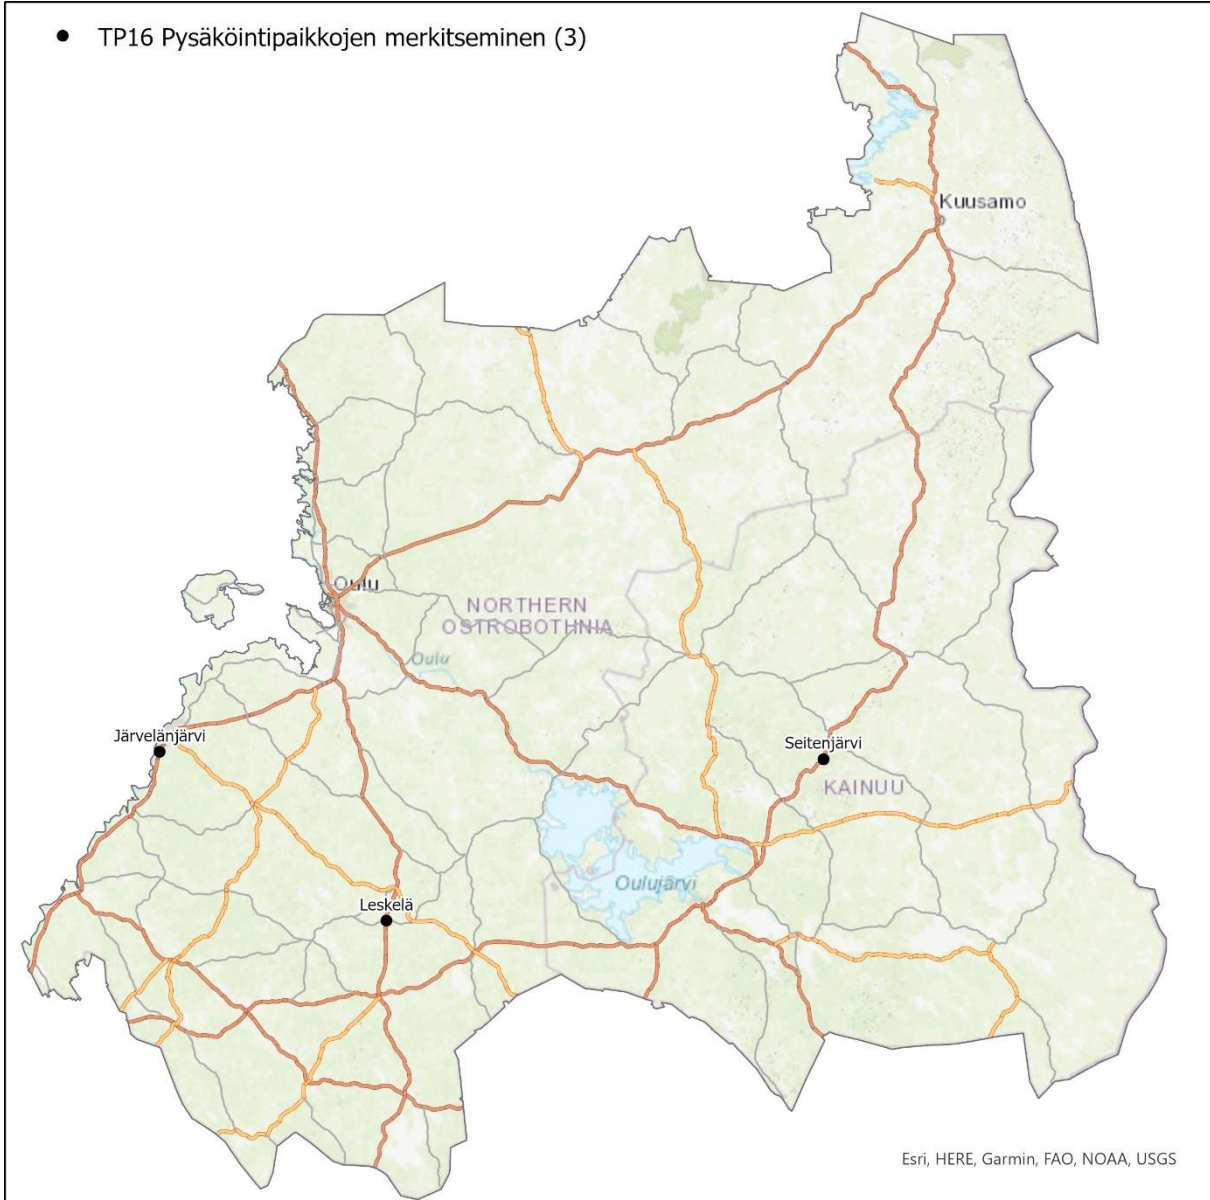 TP16 Pysäköintipaikkojen merkitseminen (3)
Kuusamo
Oulu
NORTHERN
OSTROBOTHNIA
Oulu
Järvelänjärvi
Seitenjärvi
KAINUU
Oulujärvi
Leskelä
Esri, HERE, Garmin, FAO, NOAA, USGS